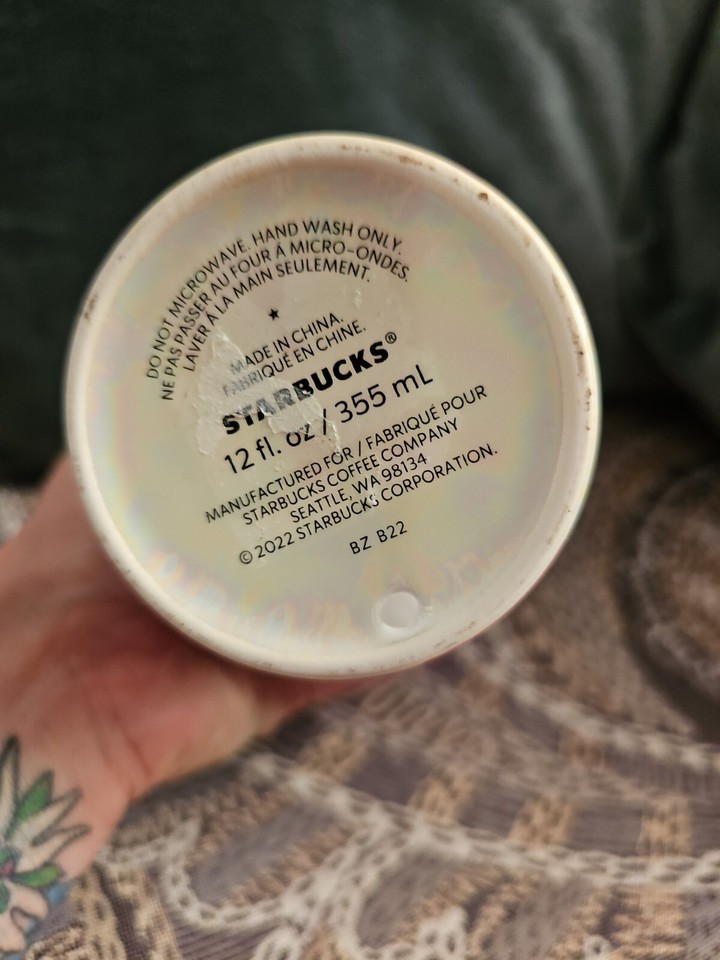 DO NOT MICROWAVE. HAND WASH ONLY.
NE PAS PASSER AU FOUR À MICRO-ONDES.
LAVER À LA MAIN SEULEMENT.
MADE IN CHINA.
FABRIQUÉ EN CHINE.
STARBUCKS®
12 fl. oz / 355 mL
MANUFACTURED FOR / FABRIQUÉ POUR
STARBUCKS COFFEE COMPANY
SEATTLE, WA 98134
© 2022 STARBUCKS CORPORATION.
BZ B22